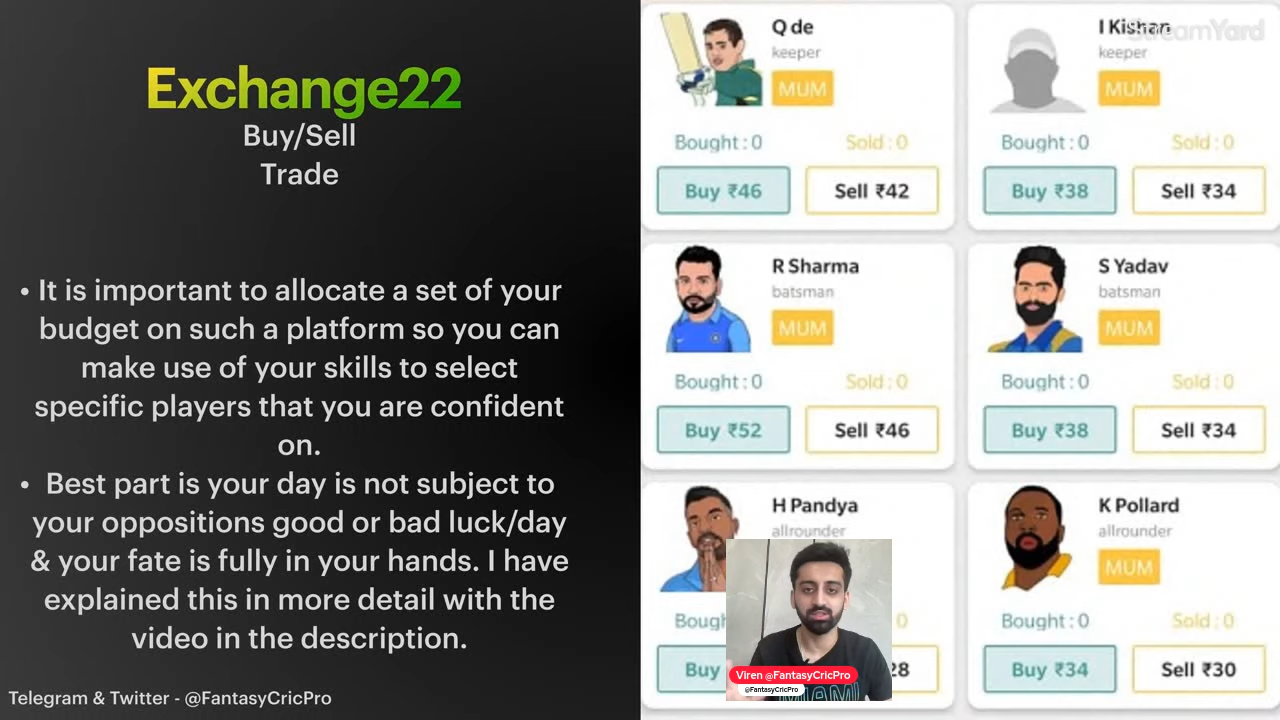 Exchange22
Buy/Sell
Trade
• It is important to allocate a set of your
budget on such a platform so you can
make use of your skills to select
specific players that you are confident
on.
• Best part is your day is not subject to
your oppositions good or bad luck/day
& your fate is fully in your hands. I have
explained this in more detail with the
video in the description.
Telegram & Twitter - @FantasyCricPro
StreamYard
Q de
keeper
MUM
Bought : 0 Sold : 0
Buy ₹46 Sell ₹42
I Kishan
keeper
MUM
Bought : 0 Sold : 0
Buy ₹38 Sell ₹34
R Sharma
batsman
MUM
Bought : 0 Sold : 0
Buy ₹52 Sell ₹46
S Yadav
batsman
MUM
Bought : 0 Sold : 0
Buy ₹38 Sell ₹34
H Pandya
allrounder
Buy
K Pollard
allrounder
MUM
Bought : 0 Sold : 0
Buy ₹34 Sell ₹30
Viren @FantasyCricPro
@FantasyCricPro